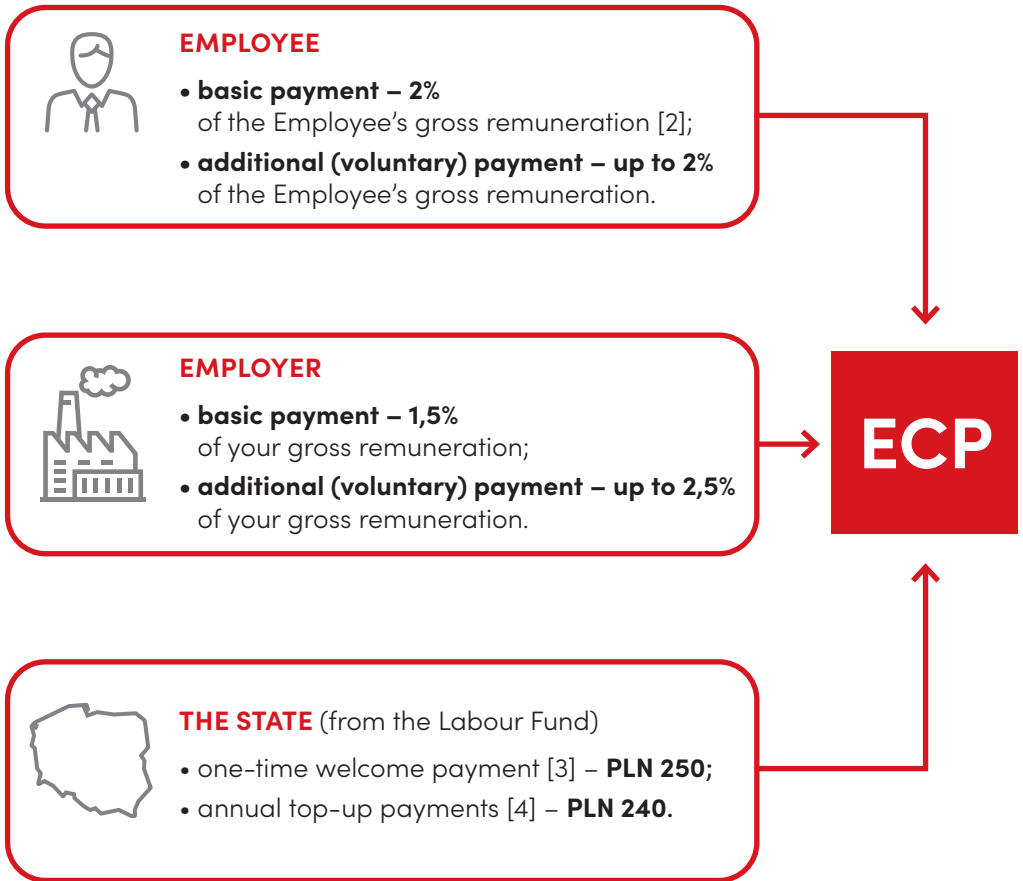 EMPLOYEE
• basic payment – 2%
of the Employee's gross remuneration [2];
• additional (voluntary) payment – up to 2%
of the Employee's gross remuneration.
EMPLOYER
• basic payment – 1,5%
of your gross remuneration;
• additional (voluntary) payment – up to 2,5%
of your gross remuneration.
ECP
THE STATE (from the Labour Fund)
• one-time welcome payment [3] – PLN 250;
• annual top-up payments [4] – PLN 240.